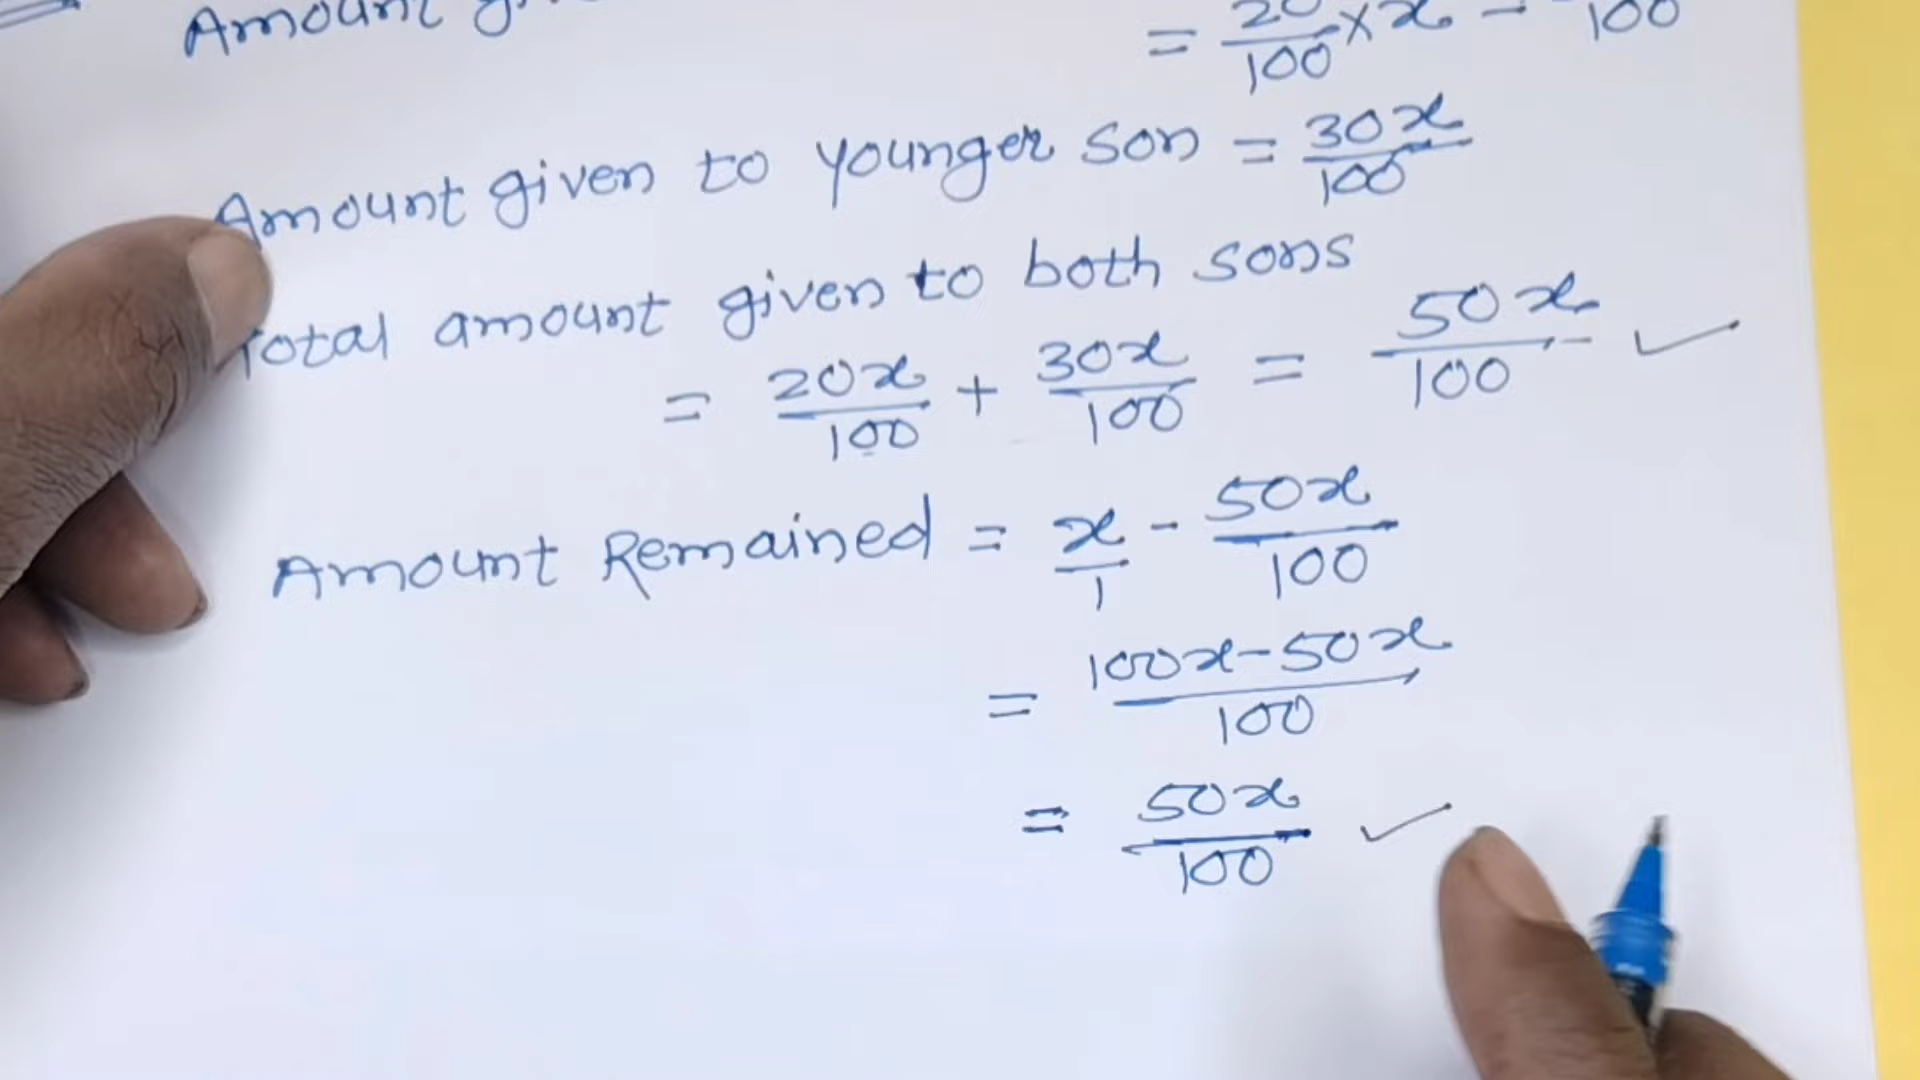 Amount
= 20/100 × x = /100
Amount given to younger son = 30x/100
Total amount given to both sons
= 20x/100 + 30x/100 = 50x/100 ✓
Amount Remained = x/1 - 50x/100
= 100x-50x/100
= 50x/100 ✓